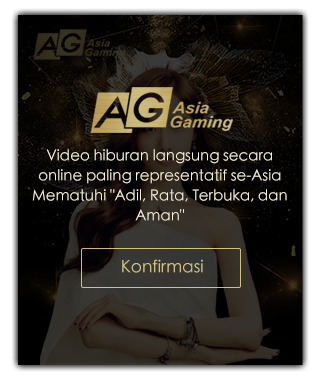 AG Asia
Gaming
AG Asia
Gaming
Video hiburan langsung secara
online paling representatif se-Asia
Mematuhi "Adil, Rata, Terbuka, dan
Aman"
Konfirmasi